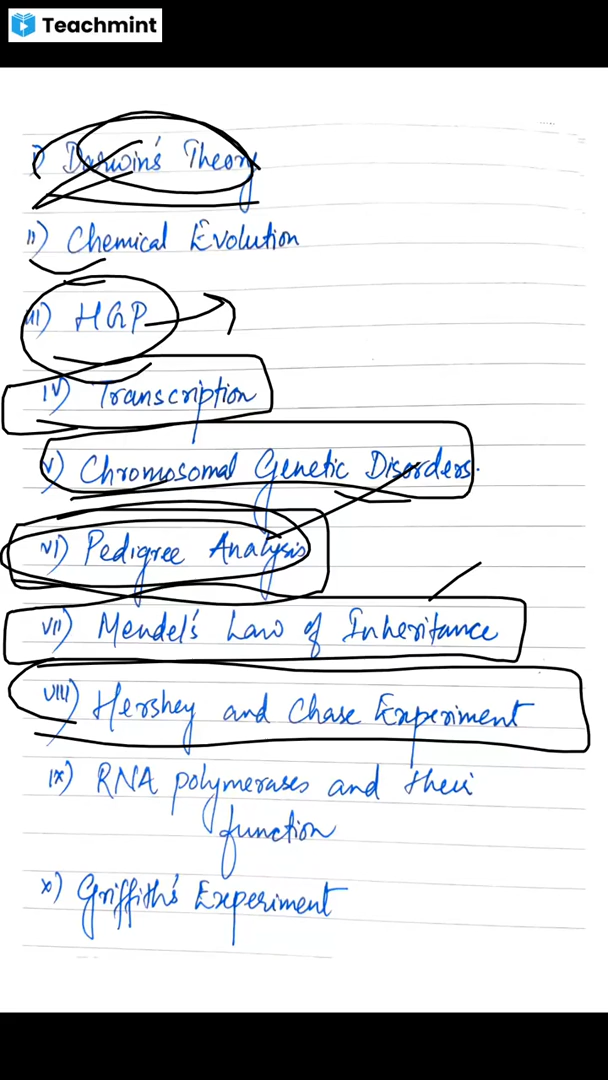 Teachmint
i) Darwin's Theory
ii) Chemical Evolution
iii) HGP
iv) Transcription
v) Chromosomal Genetic Disorders.
vi) Pedigree Analysis
vii) Mendel's Law of Inheritance
viii) Hershey and Chase Experiment
ix) RNA polymerases and their
function
x) Griffith's Experiment